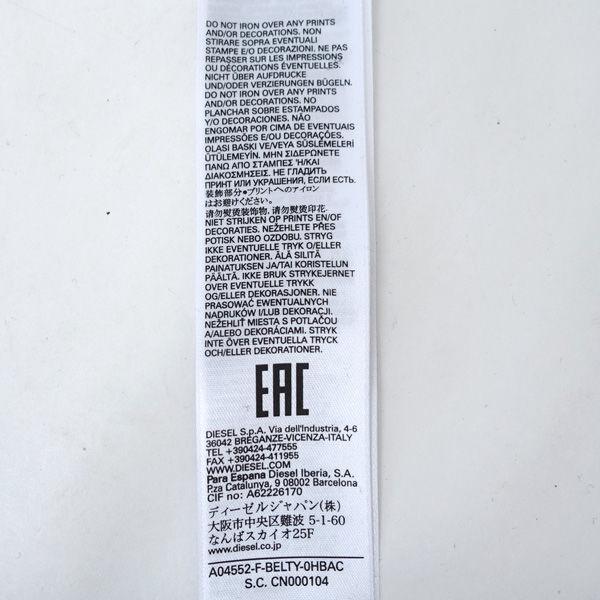 DO NOT IRON OVER ANY PRINTS
AND/OR DECORATIONS. NON
STIRARE SOPRA EVENTUALI
STAMPE E/O DECORAZIONI. NE PAS
REPASSER SUR LES IMPRESSIONS
OU DÉCORATIONS ÉVENTUELLES.
NICHT ÜBER AUFDRUCKE
UND/ODER VERZIERUNGEN BÜGELN.
DO NOT IRON OVER ANY PRINTS
AND/OR DECORATIONS. NO
PLANCHAR SOBRE ESTAMPADOS
Y/O DECORACIONES. NÃO
ENGOMAR POR CIMA DE EVENTUAIS
IMPRESSÕES E/OU DECORAÇÕES.
OLASI BASKI VE/VEYA SÜSLEMELERİ
ÜTÜLEMEYİN. ΜΗΝ ΣΙΔΕΡΩΝΕΤΕ
ΠΑΝΩ ΑΠΟ ΣΤΑΜΠΕΣ 'Η/ΚΑΙ
ΔΙΑΚΟΣΜΗΣΕΙΣ. НЕ ГЛАДИТЬ
ПРИНТ ИЛИ УКРАШЕНИЯ, ЕСЛИ ЕСТЬ.
装飾部分●プリントへのアイロン
はお避けください。
请勿熨烫装饰物, 请勿熨烫印花.
NIET STRIJKEN OP PRINTS EN/OF
DECORATIES. NEŽEHLETE PŘES
POTISK NEBO OZDOBU. STRYG
IKKE EVENTUELLE TRYK O/ELLER
DEKORATIONER. ÄLÄ SILITÄ
PAINATUKSEN JA/TAI KORISTELUN
PÄÄLTÄ. IKKE BRUK STRYKEJERNET
OVER EVENTUELLE TRYKK
OG/ELLER DEKORASJONER. NIE
PRASOWAĆ EWENTUALNYCH
NADRUKÓW I/LUB DEKORACJI.
NEŽEHLIŤ MIESTA S POTLAČOU
A/ALEBO DEKORÁCIAMI. STRYK
INTE ÖVER EVENTUELLA TRYCK
OCH/ELLER DEKORATIONER.
EAC
DIESEL S.p.A. Via dell'Industria, 4-6
36042 BREGANZE-VICENZA-ITALY
TEL +390424-477555
FAX +390424-411955
WWW.DIESEL.COM
Para Espana Diesel Iberia, S.A.
P.za Catalunya, 9 08002 Barcelona
CIF no: A62226170
ディーゼルジャパン(株)
大阪市中央区難波 5-1-60
なんばスカイオ25F
www.diesel.co.jp
A04552-F-BELTY-0HBAC
S.C. CN000104